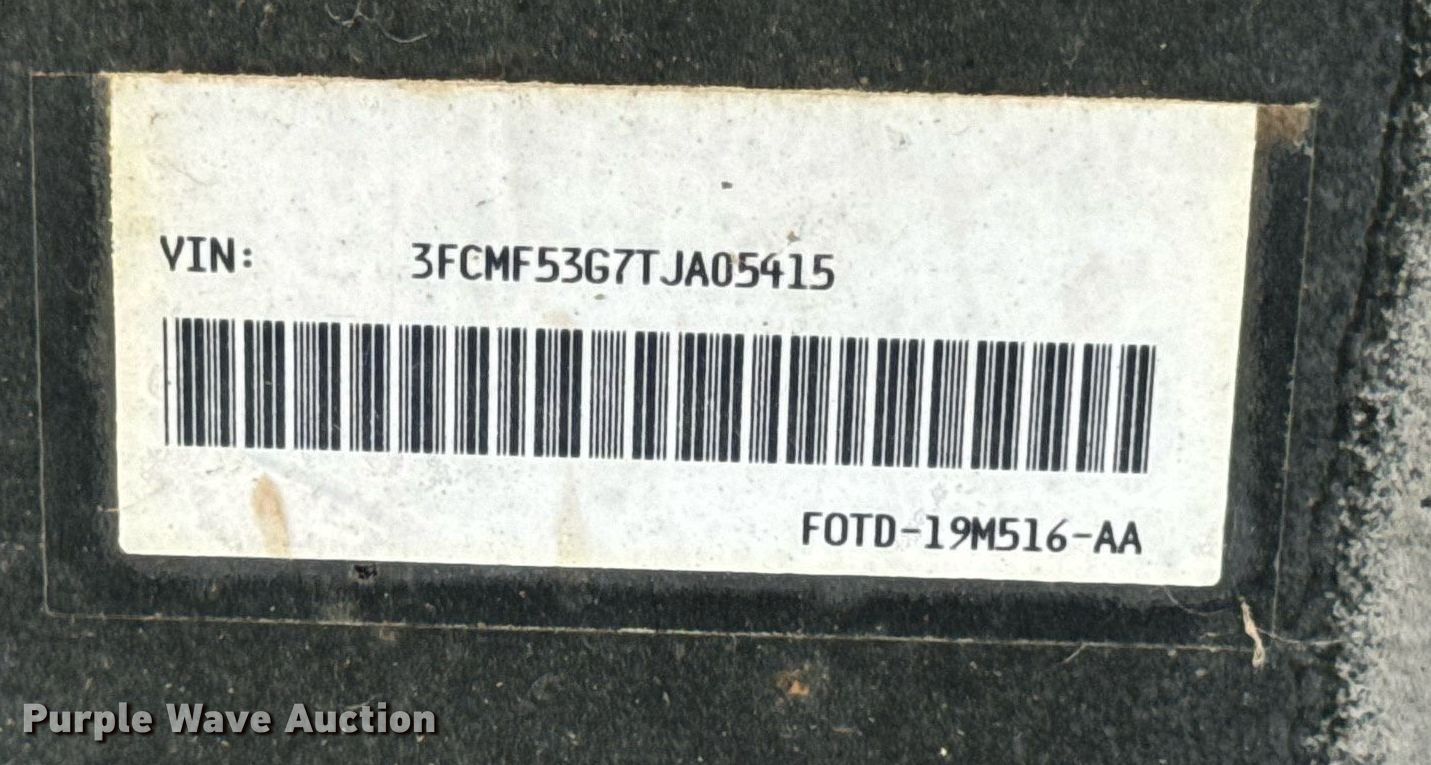 VIN: 3FCMF53G7TJA05415
FOTD-19M516-AA
Purple Wave Auction